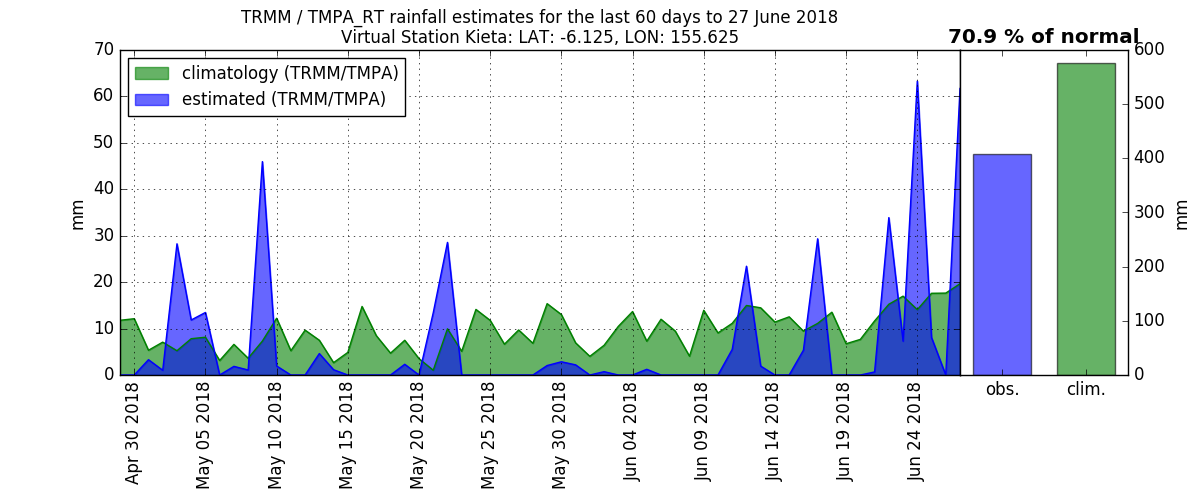 TRMM / TMPA_RT rainfall estimates for the last 60 days to 27 June 2018
Virtual Station Kieta: LAT: -6.125, LON: 155.625
70.9 % of normal
climatology (TRMM/TMPA)
estimated (TRMM/TMPA)
mm
70
60
50
40
30
20
10
0
Apr 30 2018
May 05 2018
May 10 2018
May 15 2018
May 20 2018
May 25 2018
May 30 2018
Jun 04 2018
Jun 09 2018
Jun 14 2018
Jun 19 2018
Jun 24 2018
obs.
clim.
600
500
400
300
200
100
0
mm